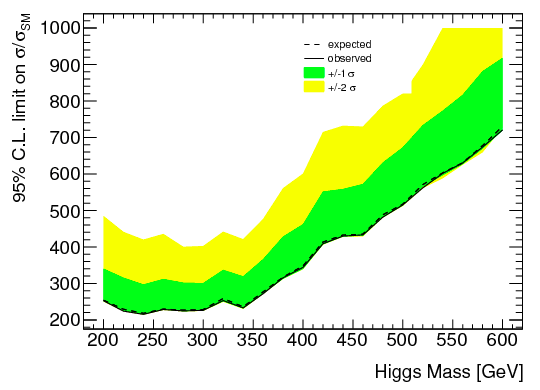 95% C.L. limit on σ/σSM
1000
900
800
700
600
500
400
300
200
expected
observed
+/-1 σ
+/-2 σ
200 250 300 350 400 450 500 550 600
Higgs Mass [GeV]